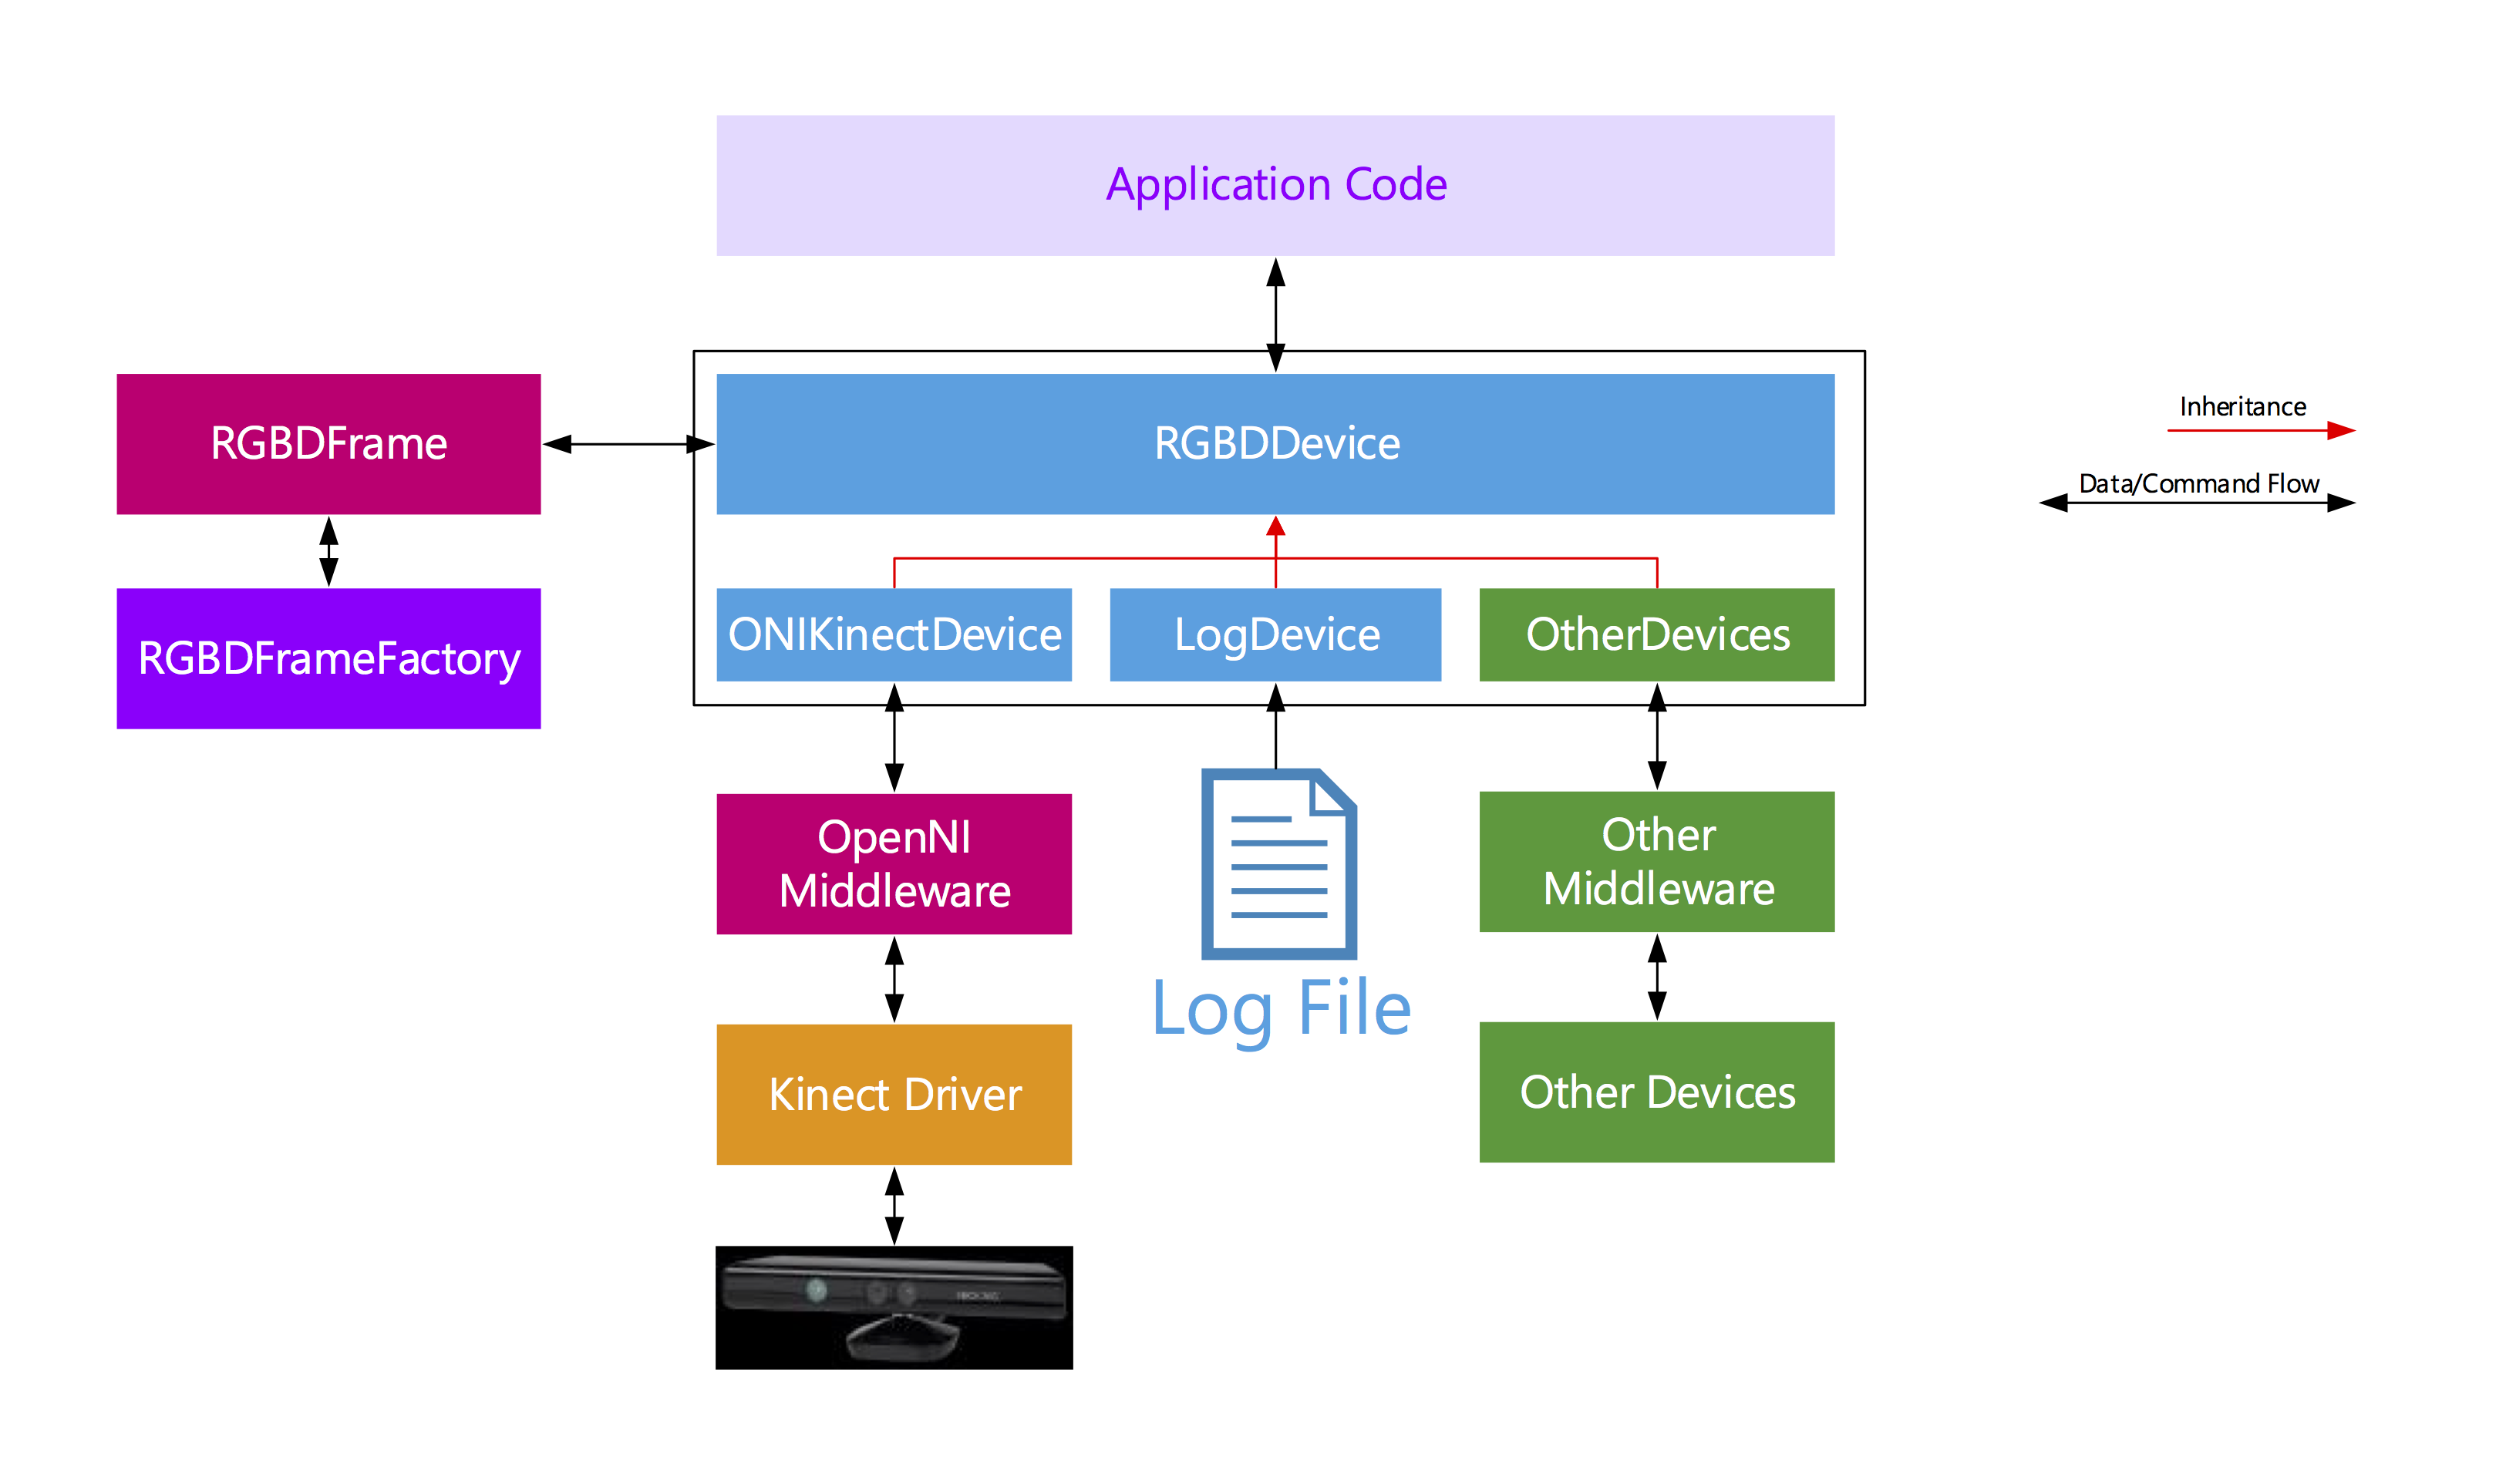 Application Code
RGBDFrame
RGBDDevice
Inheritance
Data/Command Flow
RGBDFrameFactory
ONIKinectDevice
LogDevice
OtherDevices
OpenNI
Middleware
Other
Middleware
Log File
Kinect Driver
Other Devices
XBOX 360